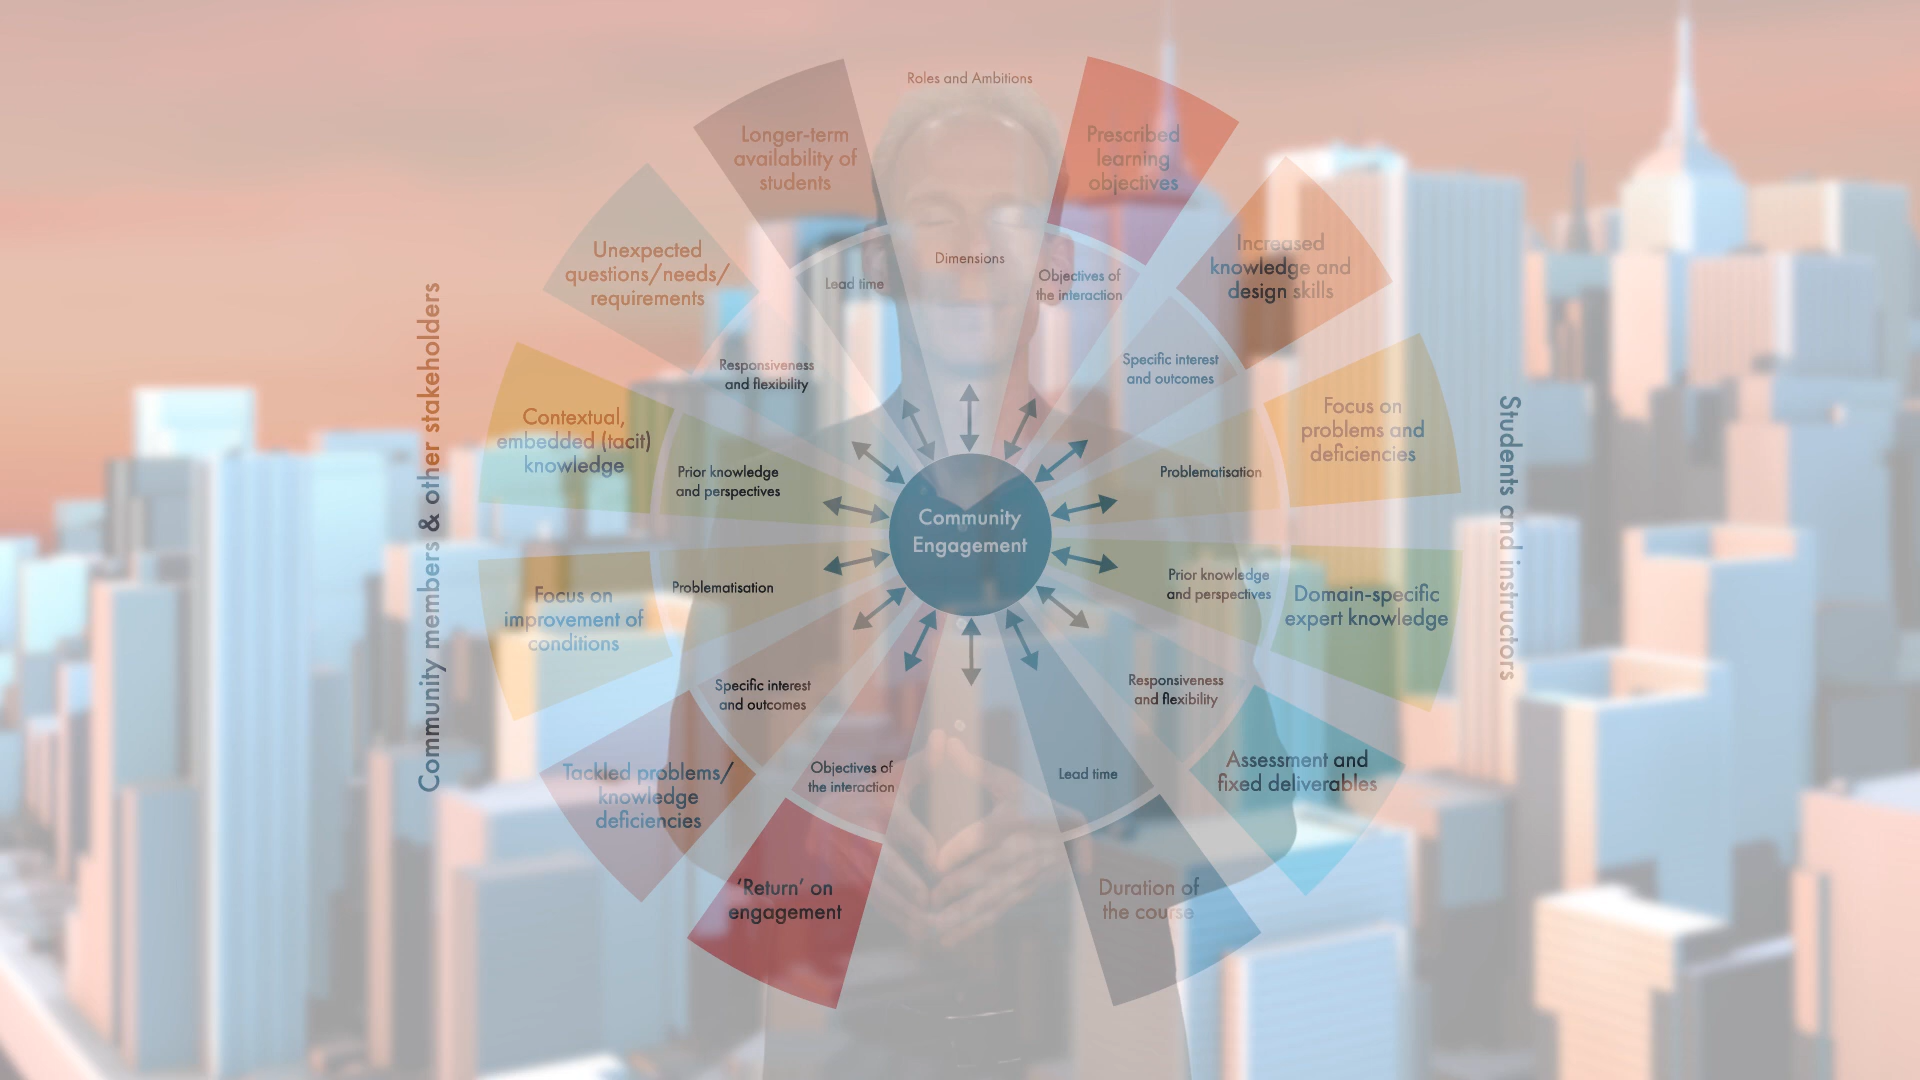 Roles and Ambitions
Dimensions
Community
Engagement
Community members & other stakeholders
Longer-term
availability of
students
Lead time
Unexpected
questions/needs/
requirements
Responsiveness
and flexibility
Contextual,
embedded (tacit)
knowledge
Prior knowledge
and perspectives
Focus on
improvement of
conditions
Problematisation
Tackled problems/
knowledge
deficiencies
Specific interest
and outcomes
'Return' on
engagement
Objectives of
the interaction
Students and instructors
Prescribed
learning
objectives
Objectives of
the interaction
Increased
knowledge and
design skills
Specific interest
and outcomes
Focus on
problems and
deficiencies
Problematisation
Domain-specific
expert knowledge
Prior knowledge
and perspectives
Assessment and
fixed deliverables
Responsiveness
and flexibility
Duration of
the course
Lead time